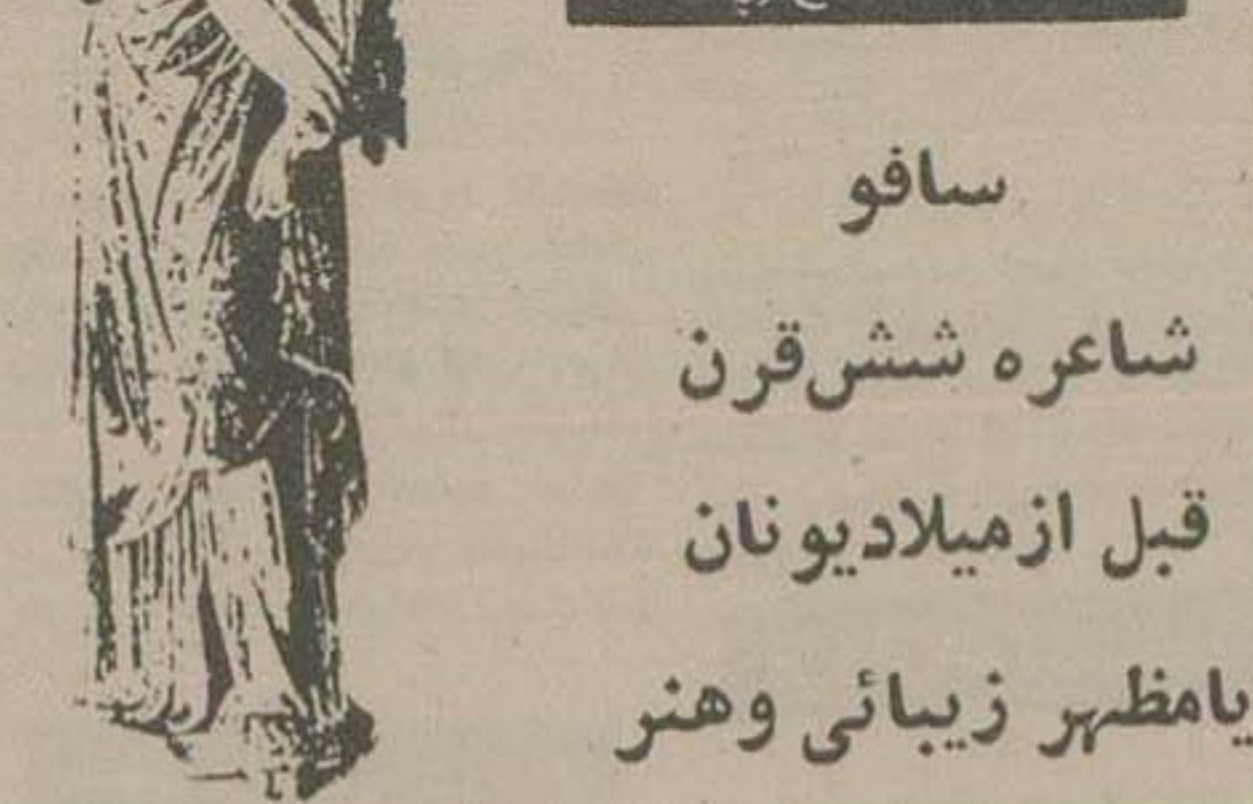 سافو
شاعره شش‌قرن
قبل ازمیلادیونان
یامظهر زیبائی وهنر